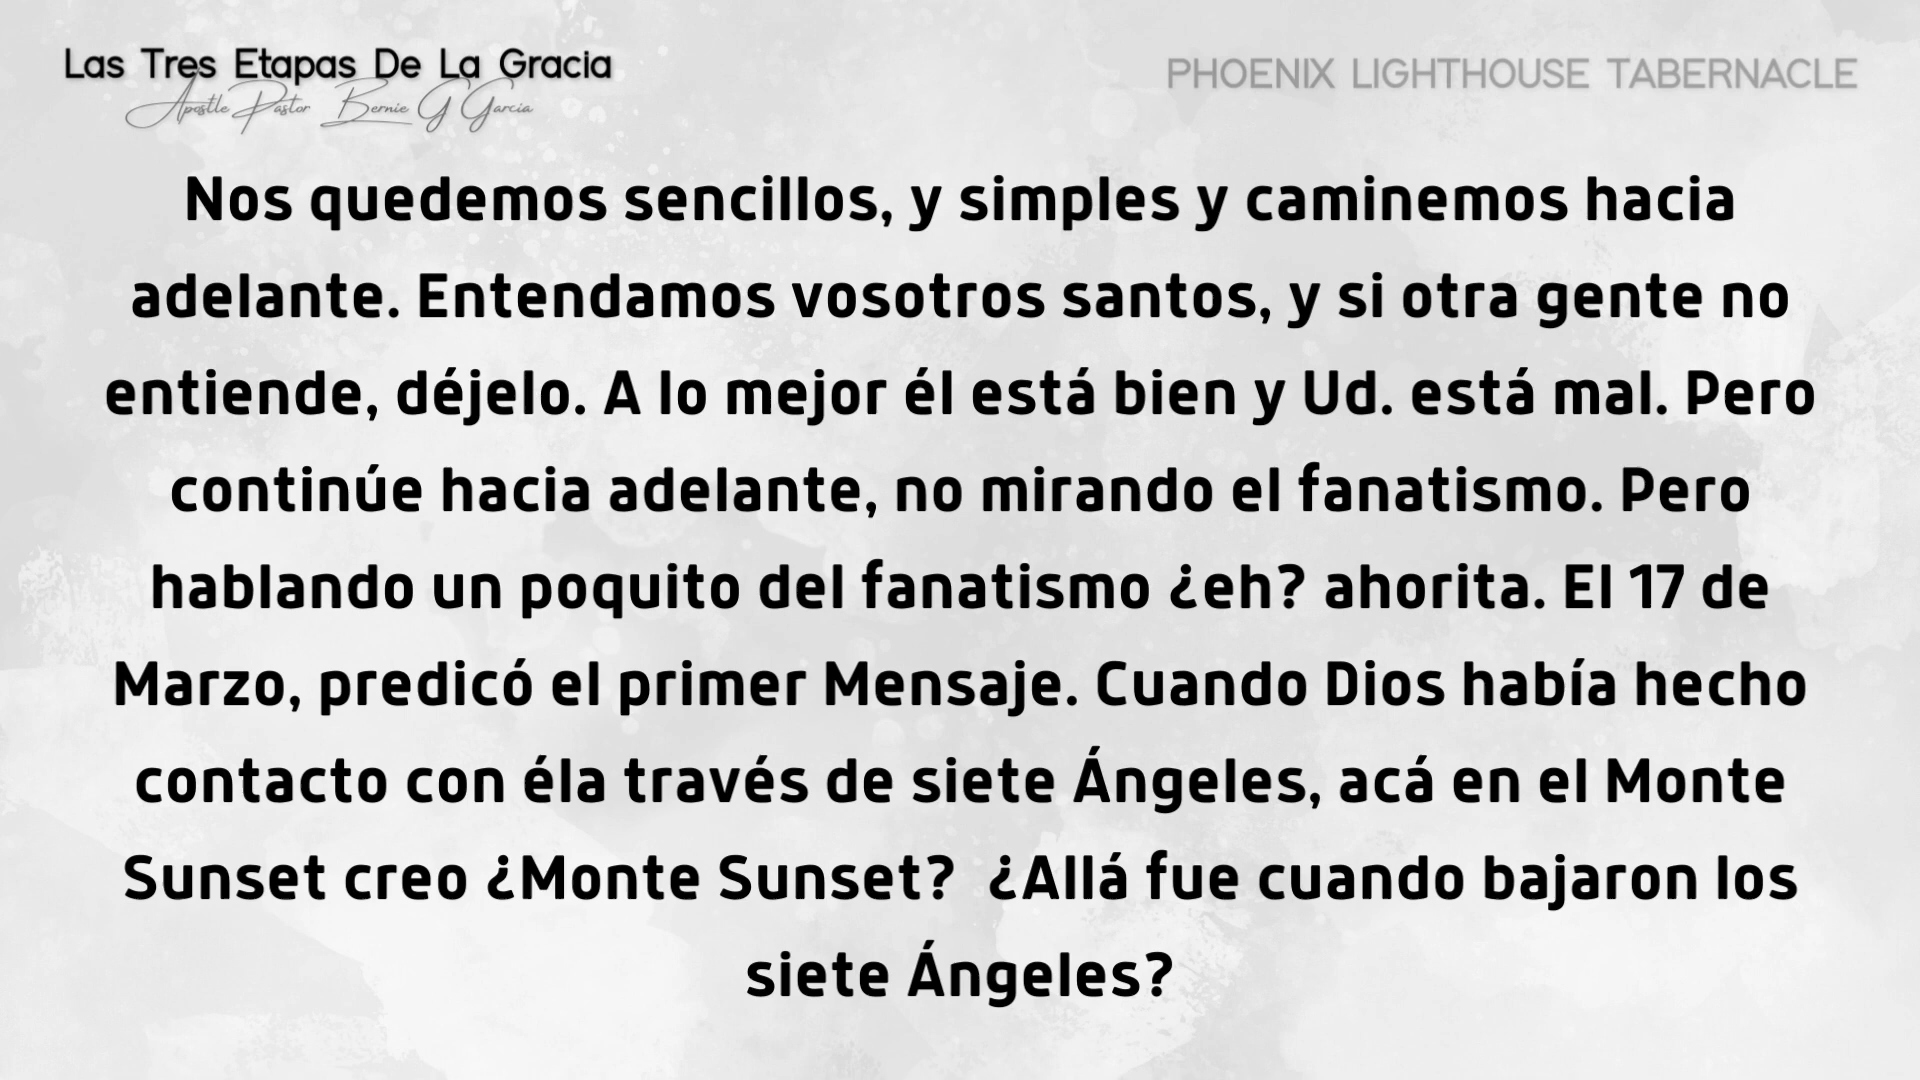 Las Tres Etapas De La Gracia
Apostle Pastor Bernie G Garcia
PHOENIX LIGHTHOUSE TABERNACLE
Nos quedemos sencillos, y simples y caminemos hacia
adelante. Entendamos vosotros santos, y si otra gente no
entiende, déjelo. A lo mejor él está bien y Ud. está mal. Pero
continúe hacia adelante, no mirando el fanatismo. Pero
hablando un poquito del fanatismo ¿eh? ahorita. El 17 de
Marzo, predicó el primer Mensaje. Cuando Dios había hecho
contacto con éla través de siete Ángeles, acá en el Monte
Sunset creo ¿Monte Sunset?  ¿Allá fue cuando bajaron los
siete Ángeles?